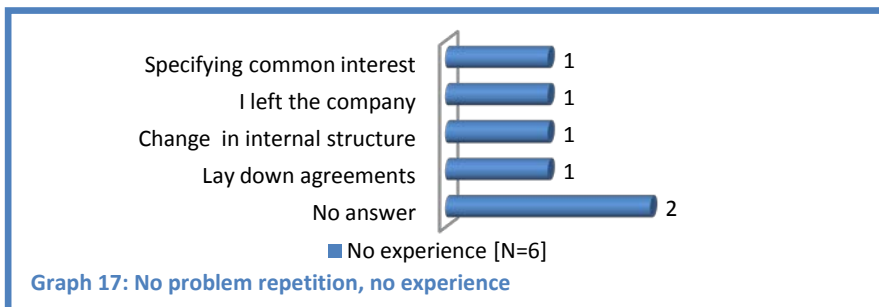 Specifying common interest 1
I left the company 1
Change in internal structure 1
Lay down agreements 1
No answer 2
No experience [N=6]
Graph 17: No problem repetition, no experience